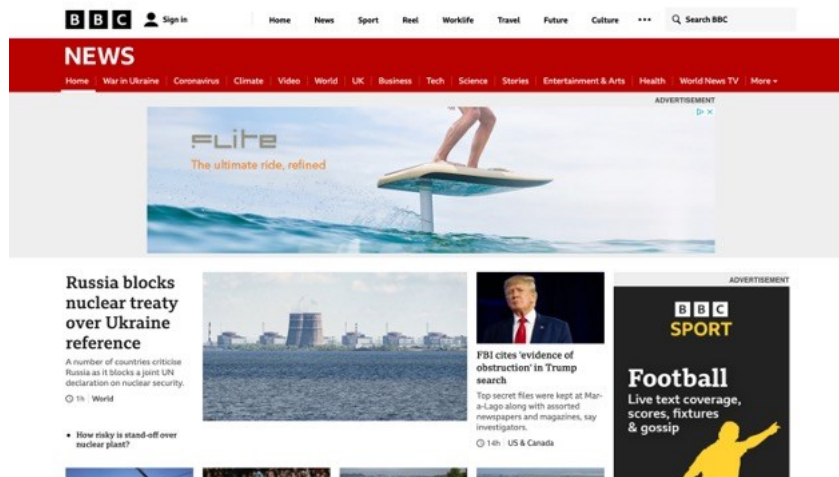 BBC Sign in Home News Sport Reel Worklife Travel Future Culture Search BBC
NEWS
Home War in Ukraine Coronavirus Climate Video World UK Business Tech Science Stories Entertainment & Arts Health World News TV More
ADVERTISEMENT
FLITE
The ultimate ride, refined
Russia blocks
nuclear treaty
over Ukraine
reference
A number of countries criticise
Russia as it blocks a joint UN
declaration on nuclear security.
1h World
How risky is stand-off over
nuclear plant?
FBI cites 'evidence of
obstruction' in Trump
search
Top secret files were kept at Mar-
a-Lago along with assorted
newspapers and magazines, say
investigators.
14h US & Canada
ADVERTISEMENT
BBC
SPORT
Football
Live text coverage,
scores, fixtures
& gossip